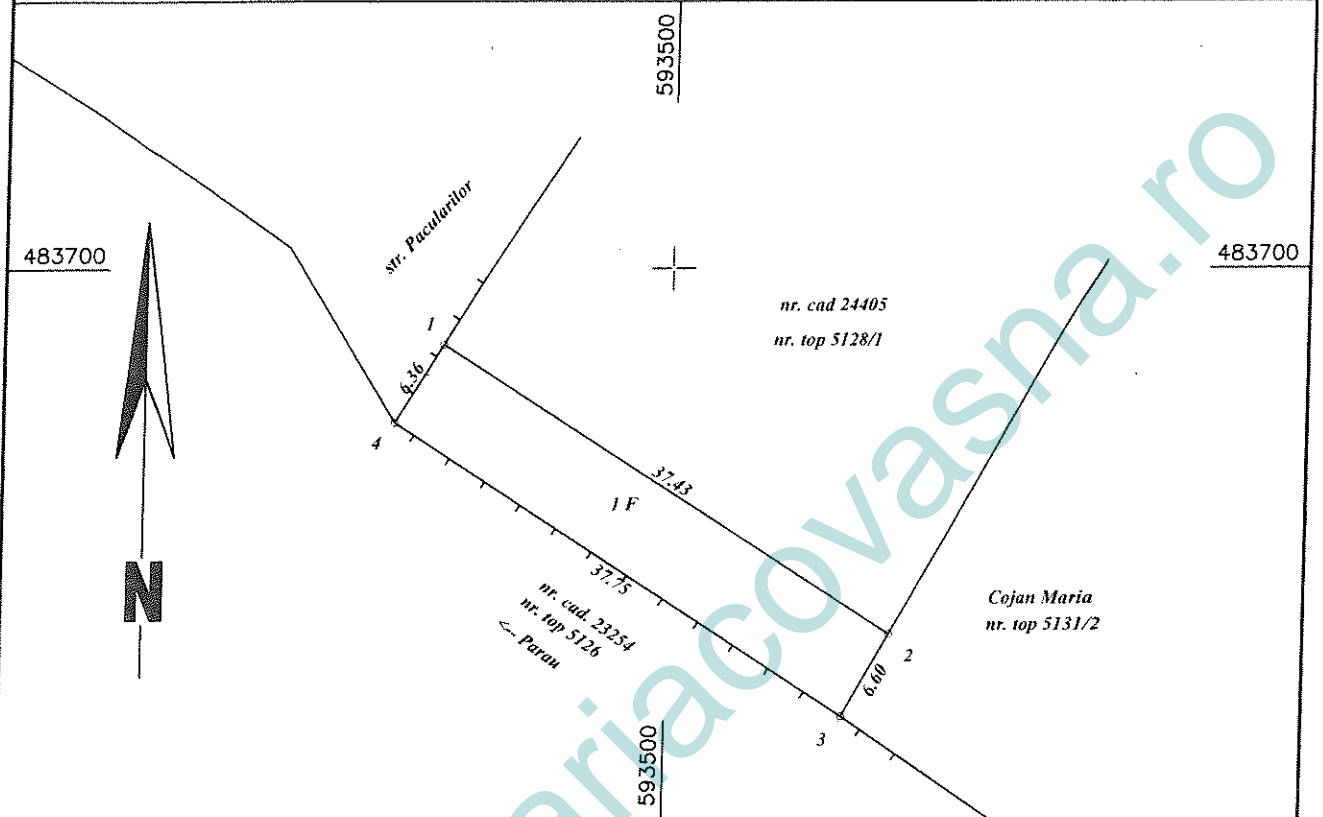 593500
483700
483700
str. Pacularilor
nr. cad 24405
nr. top 5128/1
1
6.36
4
37.43
1 F
37.75
nr. cad. 23254
nr. top 5126
<-- Parau
N
Cojan Maria
nr. top 5131/2
2
6.60
3
593500
riacovasna.ro